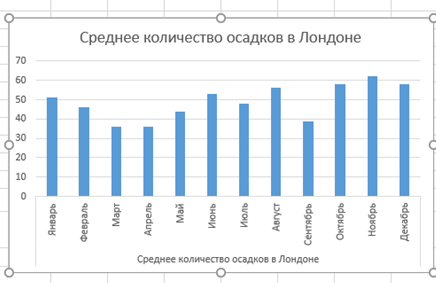 Среднее количество осадков в Лондоне
70
60
50
40
30
20
10
0
Январь
Февраль
Март
Апрель
Май
Июнь
Июль
Август
Сентябрь
Октябрь
Ноябрь
Декабрь
Среднее количество осадков в Лондоне